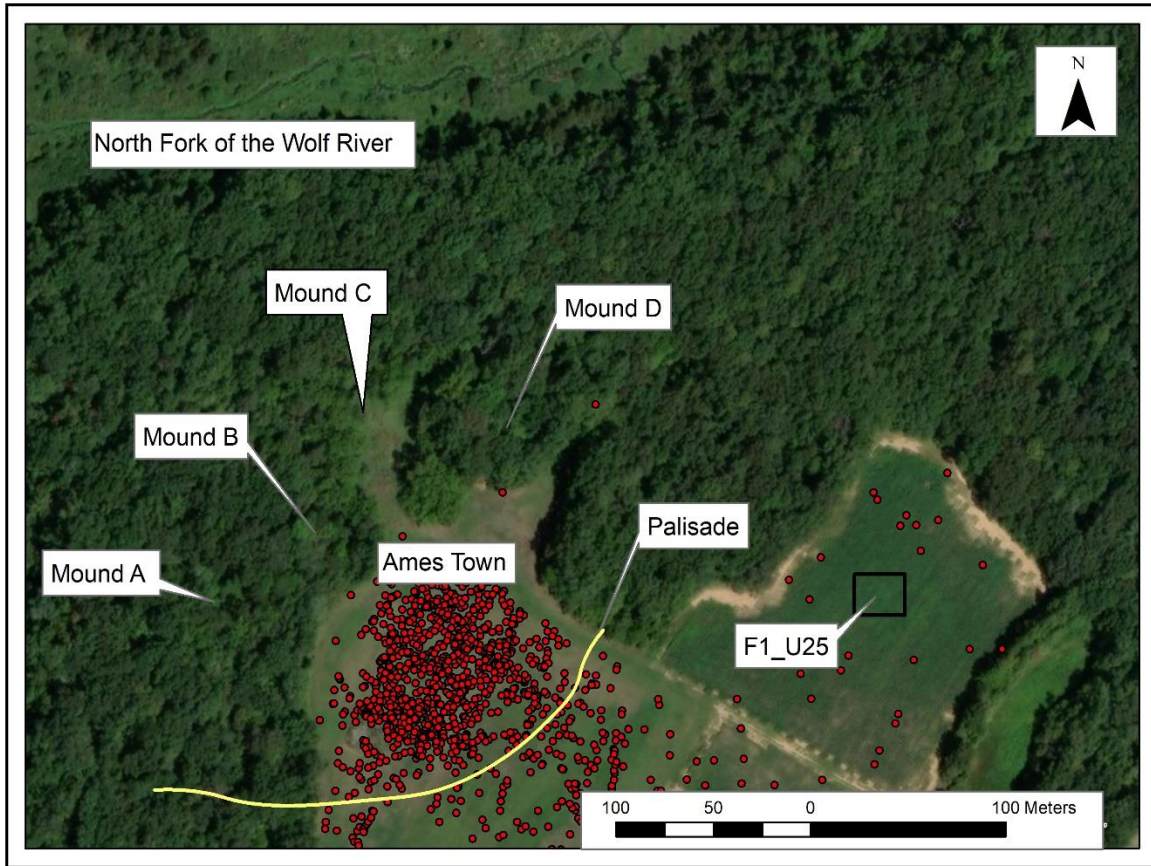 N
North Fork of the Wolf River
Mound C
Mound D
Mound B
Palisade
Ames Town
Mound A
F1_U25
100 50 0 100 Meters